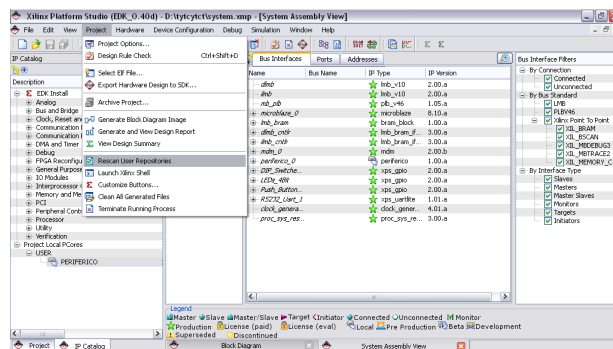 Xilinx Platform Studio (EDK_O.40d) - D:\tytcytct\system.xmp - [System Assembly View]
File Edit View Project Hardware Device Configuration Debug Simulation Window Help
IP Catalog
Description
EDK Install
Analog
Bus and Bridge
Clock, Reset an
Communication
Communication
DMA and Timer
Debug
FPGA Reconfigu
General Purpose
IO Modules
Interprocessor
Memory and Me
PCI
Peripheral Contr
Processor
Utility
Verification
Project Local PCores
USER
PERIFERICO
Project Options...
Design Rule Check Ctrl+Shift+D
Select Elf File...
Export Hardware Design to SDK...
Archive Project...
Generate Block Diagram Image
Generate and View Design Report
View Design Summary
Rescan User Repositories
Launch Xilinx Shell
Customize Buttons...
Clean All Generated Files
Terminate Running Process
Bus Interfaces Ports Addresses
Name Bus Name IP Type IP Version
dlmb lmb_v10 2.00.a
ilmb lmb_v10 2.00.a
mb_plb plb_v46 1.05.a
microblaze_0 microblaze 8.10.a
lmb_bram bram_block 1.00.a
dlmb_cntlr lmb_bram_if... 3.00.a
ilmb_cntlr lmb_bram_if... 3.00.a
mdm_0 mdm 2.00.a
periferico_0 periferico 1.00.a
DIP_Switche... xps_gpio 2.00.a
LEDs_4Bit xps_gpio 2.00.a
Push_Button... xps_gpio 2.00.a
RS232_Uart_1 xps_uartlite 1.01.a
clock_genera... clock_gener... 4.01.a
proc_sys_res... proc_sys_re... 3.00.a
Bus Interface Filters
By Connection
Connected
Unconnected
By Bus Standard
LMB
PLBV46
Xilinx Point To Point
XIL_BRAM
XIL_BSCAN
XIL_MBDEBUG3
XIL_MBTRACE2
XIL_MEMORY_C
By Interface Type
Slaves
Masters
Master Slaves
Monitors
Targets
Initiators
Legend
Master Slave Master/Slave Target Initiator Connected Unconnected M Monitor
Production License (paid) License (eval) Local Pre Production Beta Development
Superseded Discontinued
Project IP Catalog Block Diagram System Assembly View